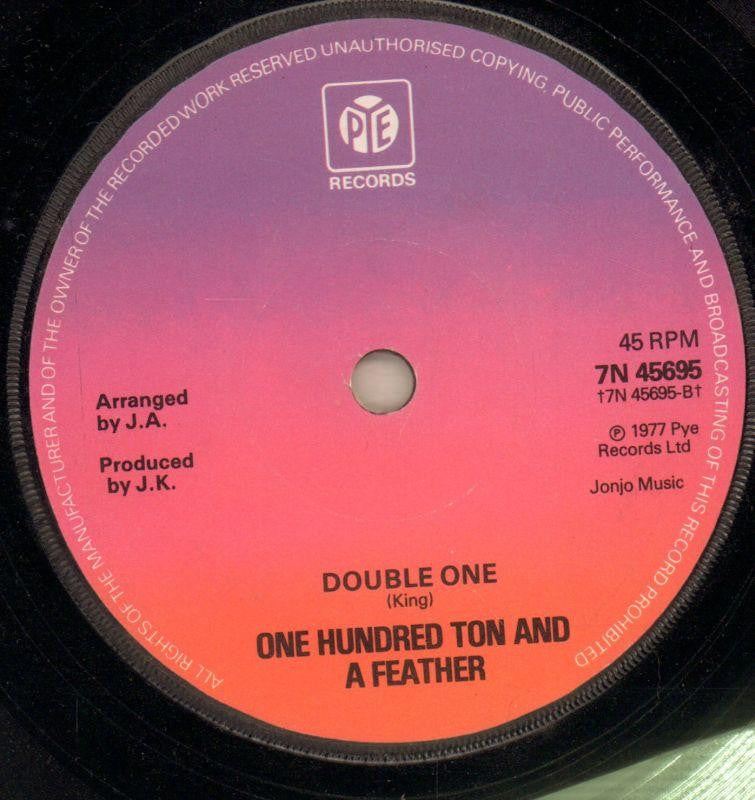 ALL RIGHTS OF THE MANUFACTURER AND OF THE OWNER OF THE RECORDED WORK RESERVED UNAUTHORISED COPYING, PUBLIC PERFORMANCE AND BROADCASTING OF THIS RECORD PROHIBITED
PYE
RECORDS
45 RPM
7N 45695
†7N 45695-B†
Ⓟ 1977 Pye
Records Ltd
Jonjo Music
Arranged
by J.A.
Produced
by J.K.
DOUBLE ONE
(King)
ONE HUNDRED TON AND
A FEATHER